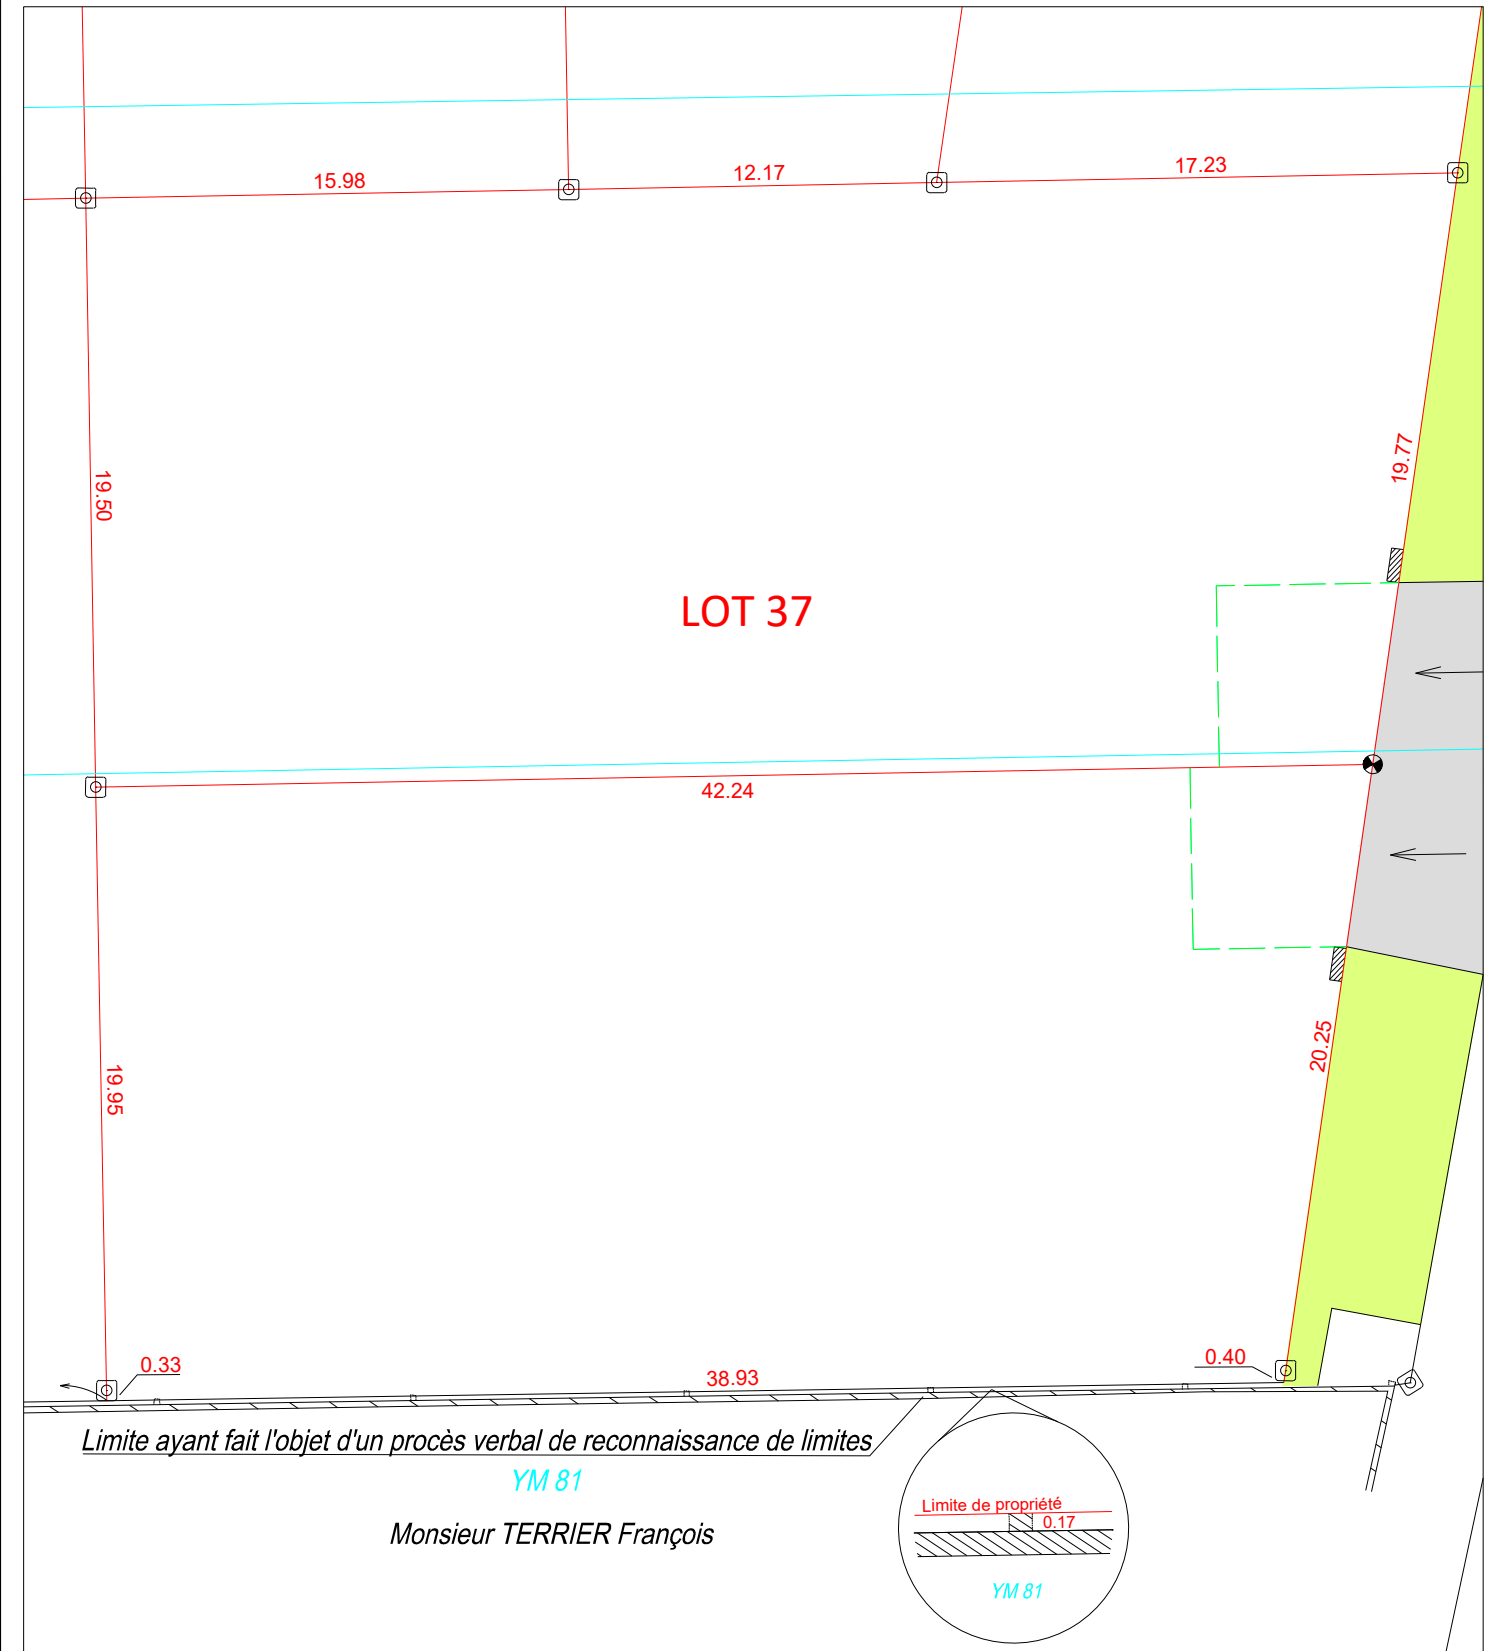 15.98
12.17
17.23
19.50
19.77
LOT 37
42.24
19.95
20.25
0.33
38.93
0.40
Limite ayant fait l'objet d'un procès verbal de reconnaissance de limites
YM 81
Monsieur TERRIER François
Limite de propriété
0.17
YM 81